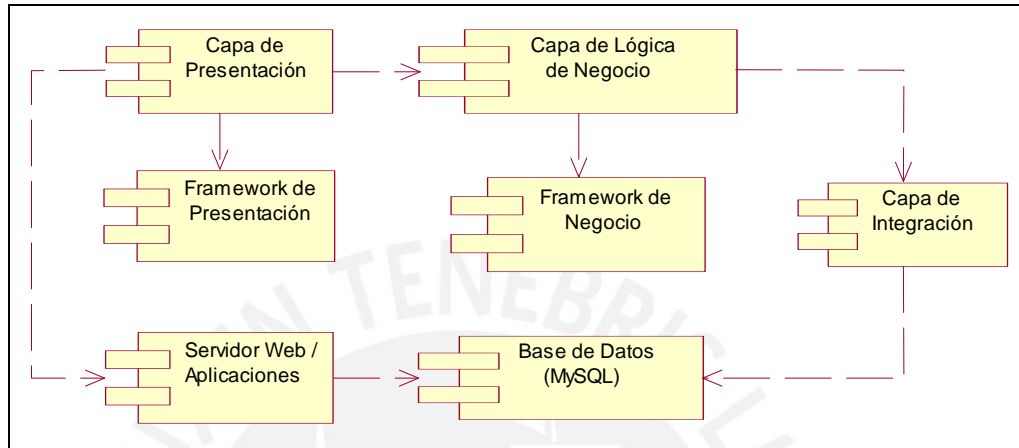 Capa de
Presentación
Capa de Lógica
de Negocio
Framework de
Presentación
Framework de
Negocio
Capa de
Integración
Servidor Web /
Aplicaciones
Base de Datos
(MySQL)
TENEBRIS